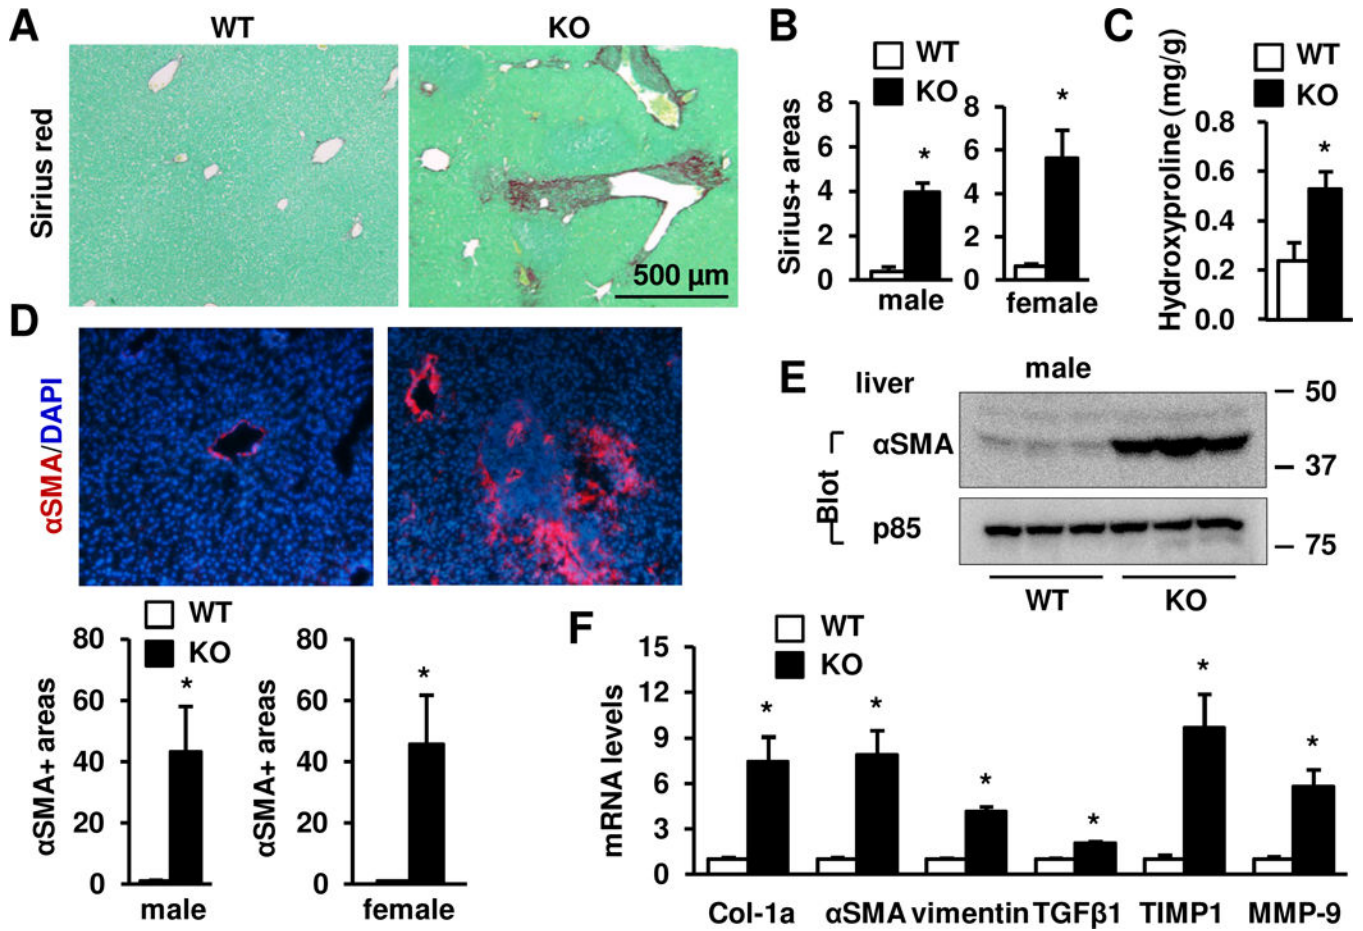 A
WT
KO
Sirius red
500 µm
B
WT
KO
Sirius+ areas
8
6
4
2
0
*
male
8
6
4
2
0
*
female
C
WT
KO
Hydroxyproline (mg/g)
0.8
0.6
0.4
0.2
0.0
*
D
αSMA/DAPI
WT
KO
αSMA+ areas
80
60
40
20
0
*
male
αSMA+ areas
80
60
40
20
0
*
female
E
liver
male
Blot
αSMA
p85
50
37
75
WT
KO
F
WT
KO
mRNA levels
15
12
9
6
3
0
* * * * * *
Col-1a αSMA vimentin TGFβ1 TIMP1 MMP-9